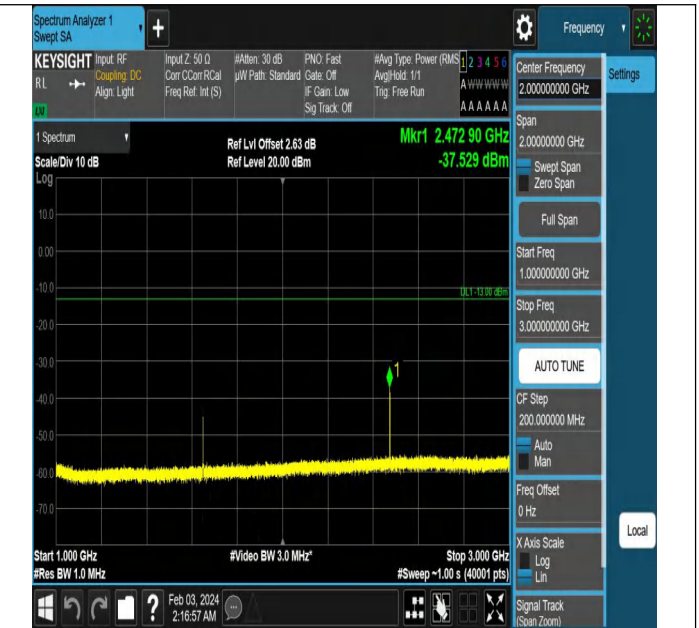 Spectrum Analyzer 1
Swept SA
+
Frequency
KEYSIGHT
RL
LXI
Input: RF
Coupling: DC
Align: Light
Input Z: 50 Ω
Corr CCorr RCal
Freq Ref: Int (S)
#Atten: 30 dB
µW Path: Standard
PNO: Fast
Gate: Off
IF Gain: Low
Sig Track: Off
#Avg Type: Power (RMS
Avg|Hold: 1/1
Trig: Free Run
1 2 3 4 5 6
A W W W W W
A A A A A A
1 Spectrum
Scale/Div 10 dB
Log
Ref Lvl Offset 2.63 dB
Ref Level 20.00 dBm
Mkr1 2.472 90 GHz
-37.529 dBm
10.0
0.00
-10.0
DL1 -13.00 dBm
-20.0
-30.0
1
-40.0
-50.0
-60.0
-70.0
Start 1.000 GHz
#Res BW 1.0 MHz
#Video BW 3.0 MHz*
Stop 3.000 GHz
#Sweep ~1.00 s (40001 pts)
?
Feb 03, 2024
2:16:57 AM
Center Frequency
2.000000000 GHz
Settings
Span
2.00000000 GHz
Swept Span
Zero Span
Full Span
Start Freq
1.000000000 GHz
Stop Freq
3.000000000 GHz
AUTO TUNE
CF Step
200.000000 MHz
Auto
Man
Freq Offset
0 Hz
X Axis Scale
Log
Lin
Local
Signal Track
(Span Zoom)